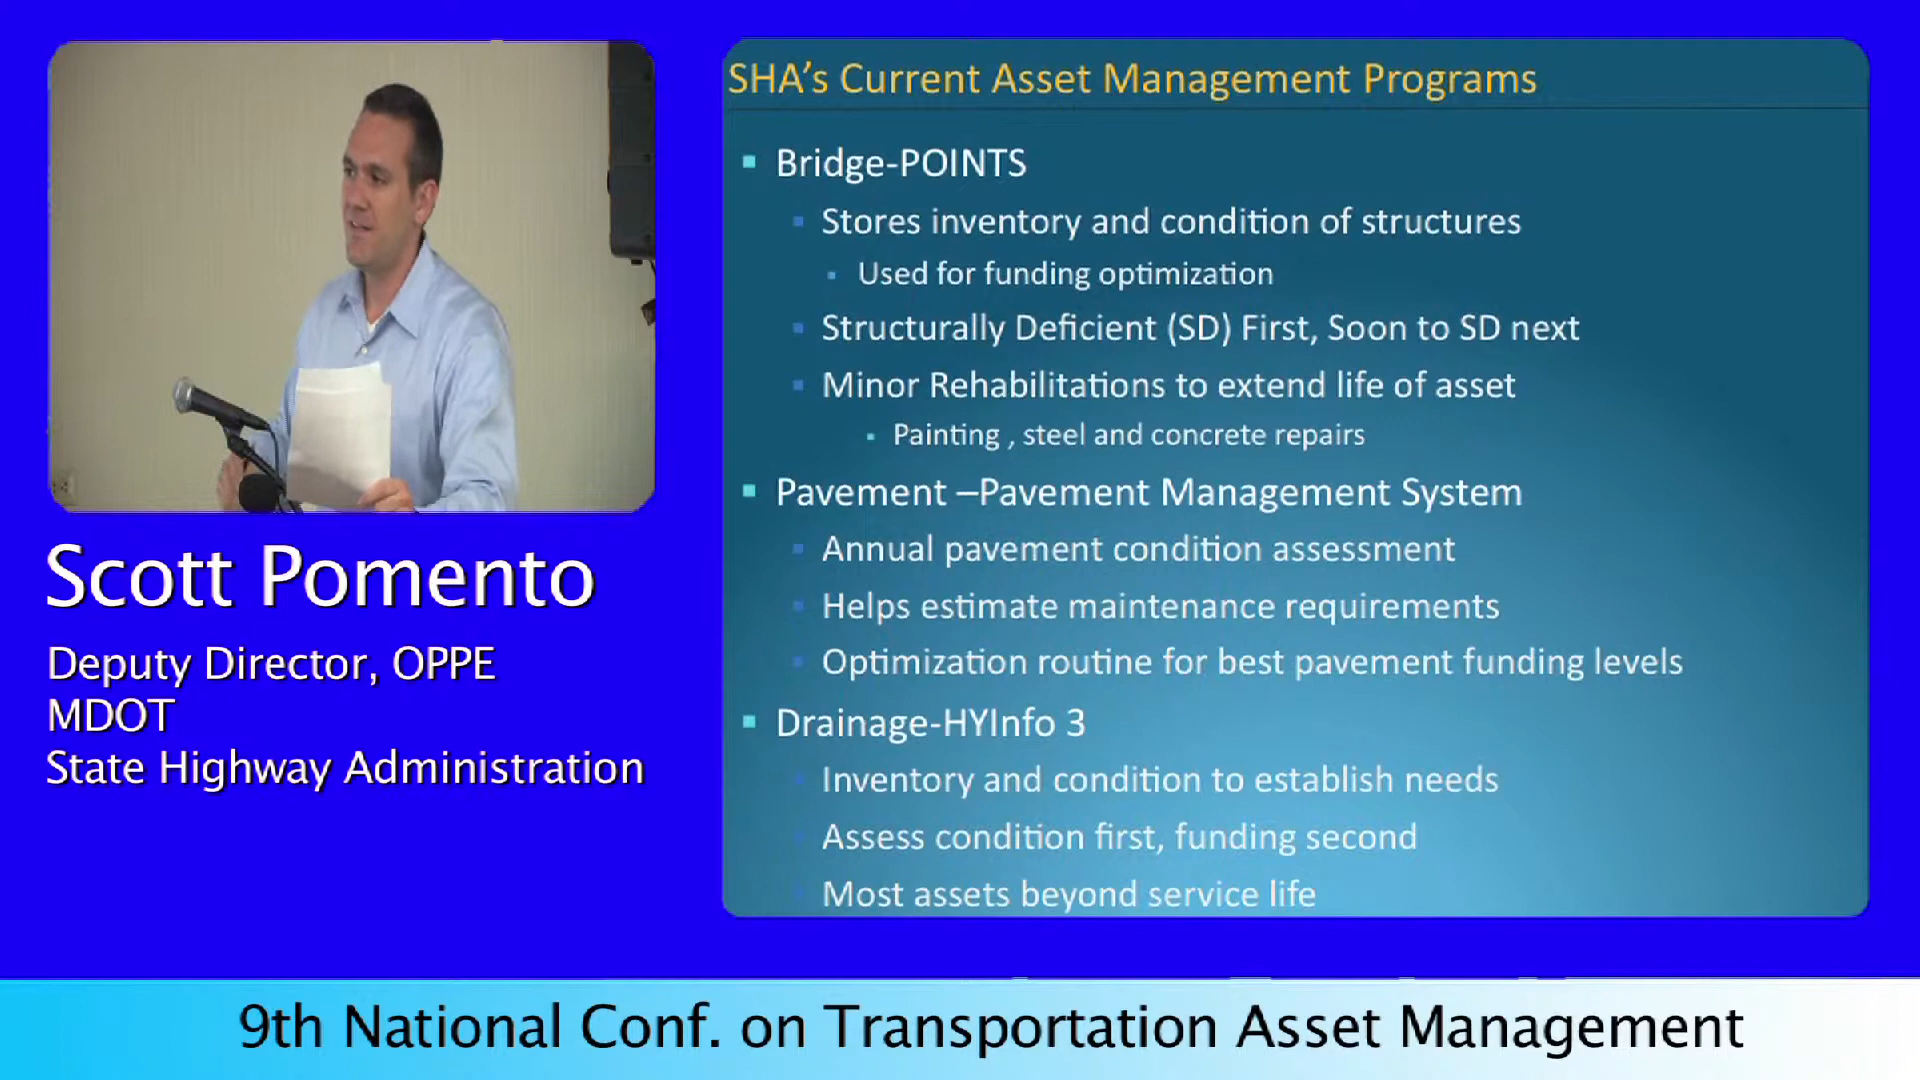 SHA's Current Asset Management Programs
Bridge-POINTS
Stores inventory and condition of structures
Used for funding optimization
Structurally Deficient (SD) First, Soon to SD next
Minor Rehabilitations to extend life of asset
Painting , steel and concrete repairs
Pavement –Pavement Management System
Annual pavement condition assessment
Helps estimate maintenance requirements
Optimization routine for best pavement funding levels
Drainage-HYInfo 3
Inventory and condition to establish needs
Assess condition first, funding second
Most assets beyond service life
Scott Pomento
Deputy Director, OPPE
MDOT
State Highway Administration
9th National Conf. on Transportation Asset Management